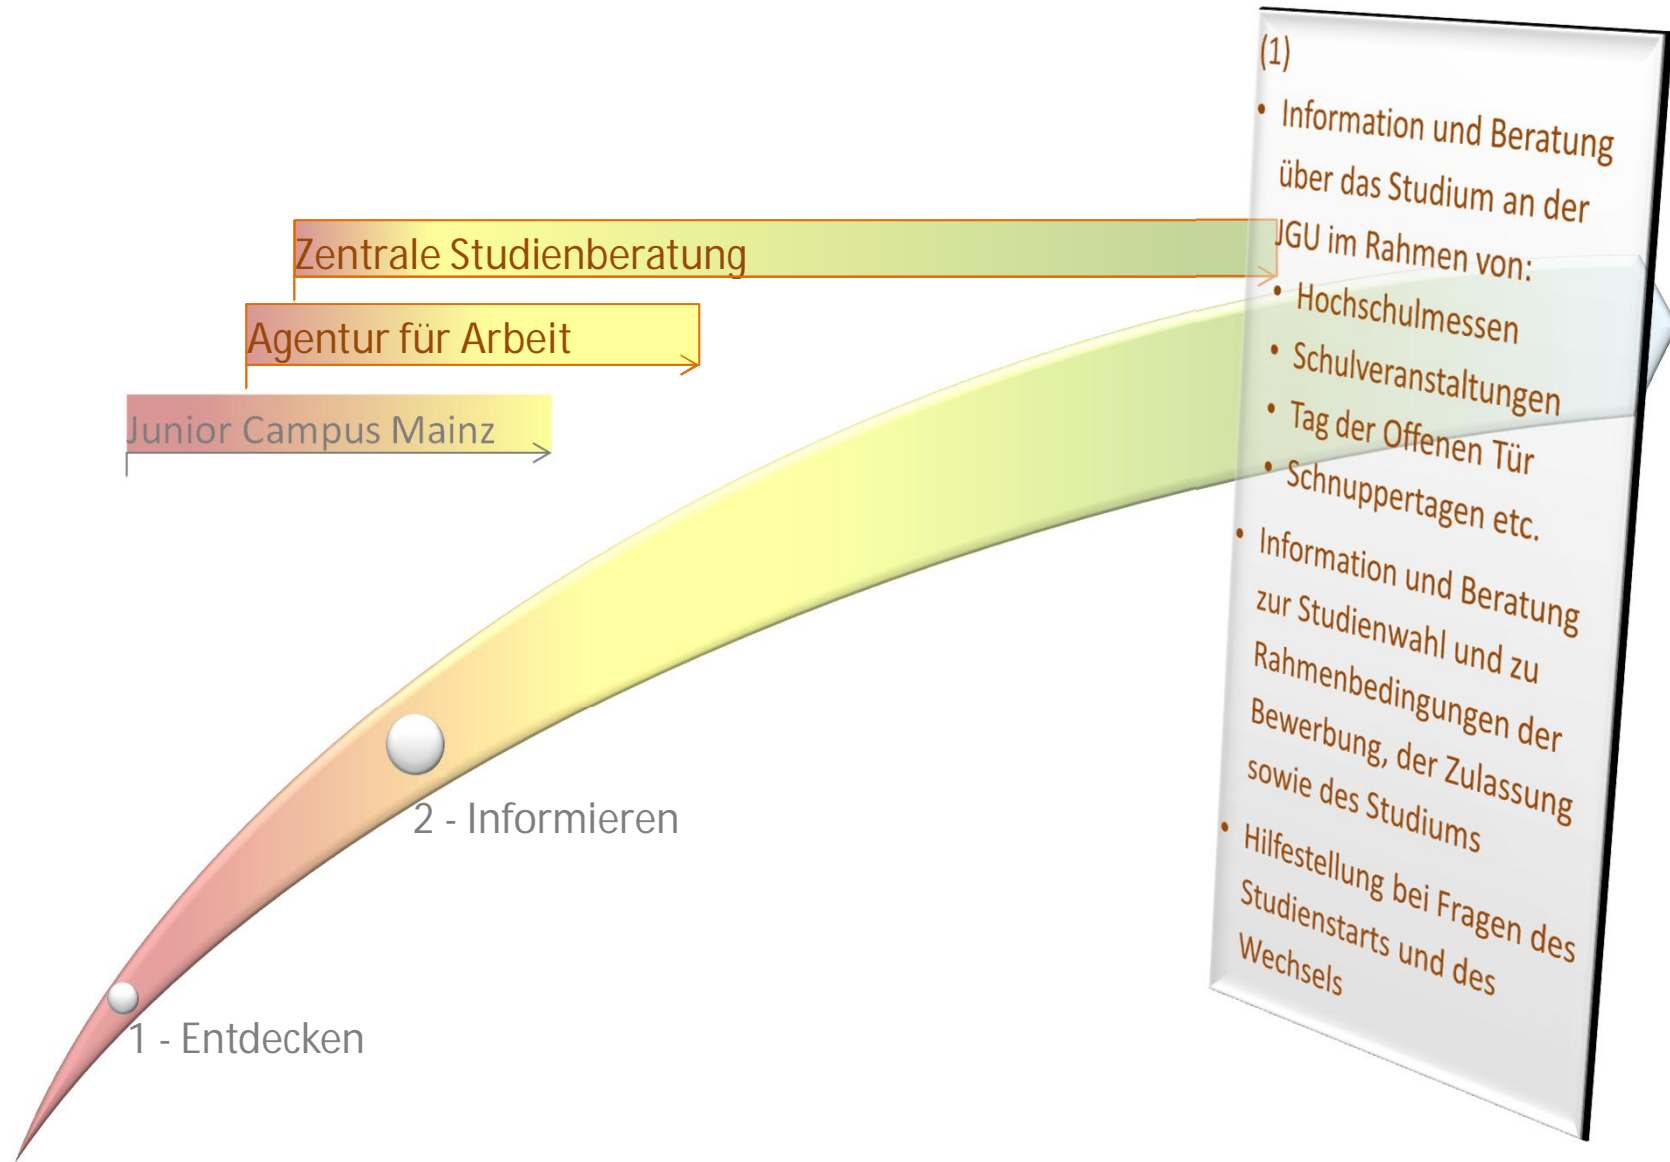 Zentrale Studienberatung
Agentur für Arbeit
Junior Campus Mainz
2 - Informieren
1 - Entdecken
(1)
• Information und Beratung
über das Studium an der
JGU im Rahmen von:
• Hochschulmessen
• Schulveranstaltungen
• Tag der Offenen Tür
• Schnuppertagen etc.
• Information und Beratung
zur Studienwahl und zu
Rahmenbedingungen der
Bewerbung, der Zulassung
sowie des Studiums
• Hilfestellung bei Fragen des
Studienstarts und des
Wechsels